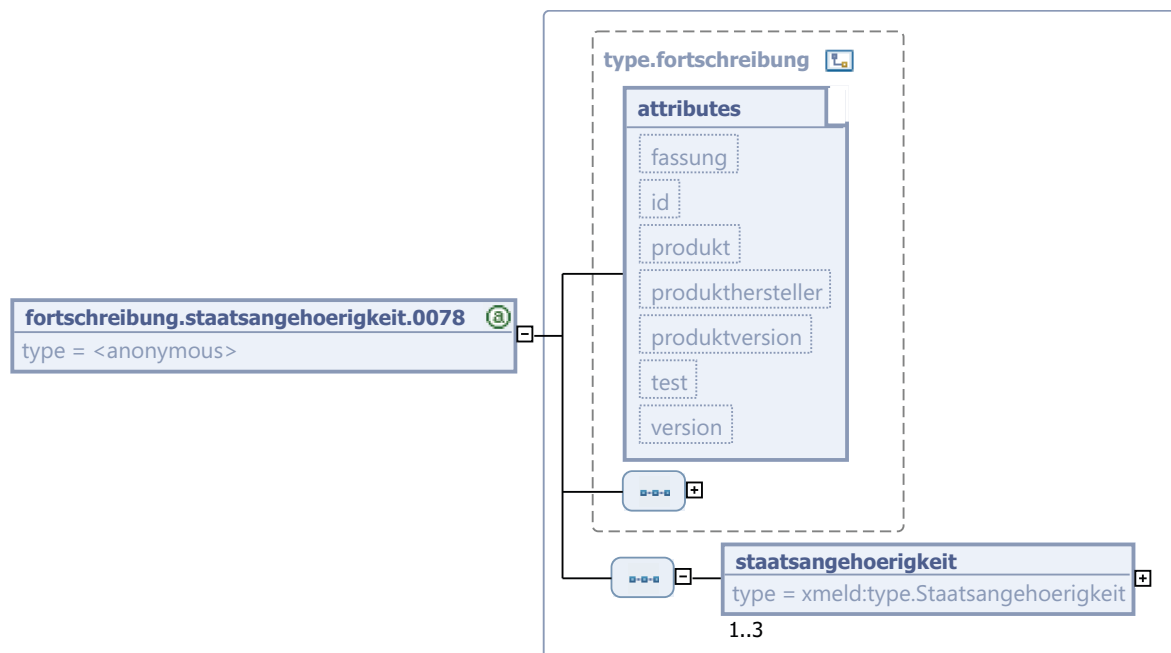 type.fortschreibung
attributes
fassung
id
produkt
produkthersteller
produktversion
test
version
fortschreibung.staatsangehoerigkeit.0078
type = <anonymous>
staatsangehoerigkeit
type = xmeld:type.Staatsangehoerigkeit
1..3